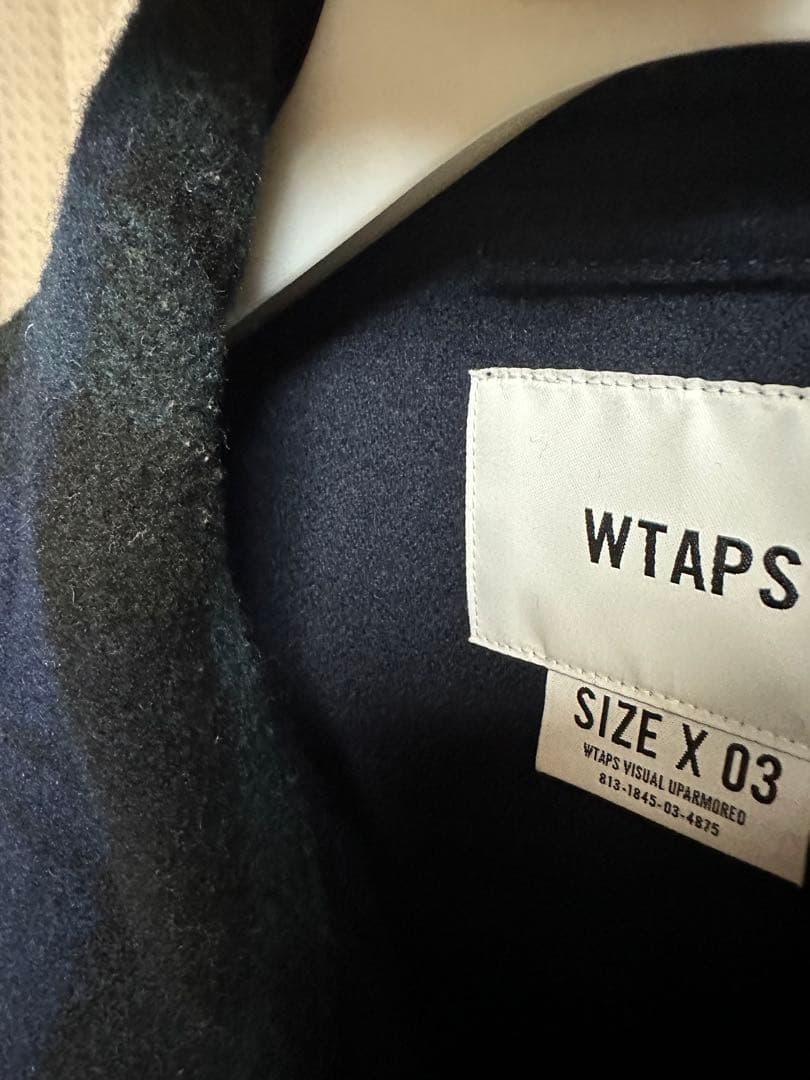 WTAPS
SIZE X 03
WTAPS VISUAL UPARMORED
813-1845-03-4875